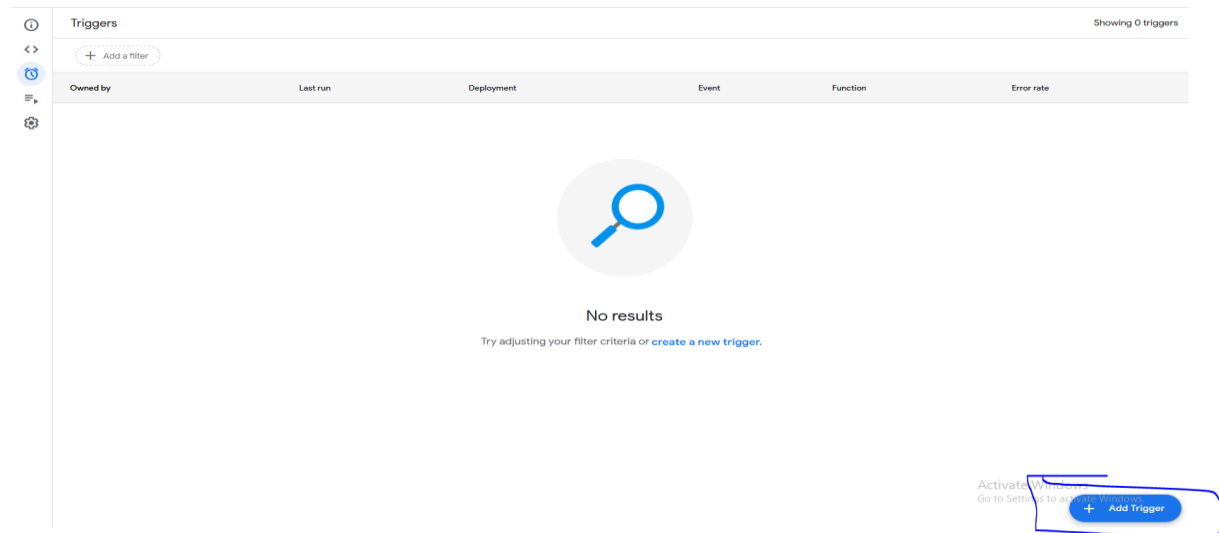 Triggers
Showing 0 triggers
Add a filter
Owned by Last run Deployment Event Function Error rate
No results
Try adjusting your filter criteria or create a new trigger.
Activate Windows
Go to Settings to activate Windows.
Add Trigger